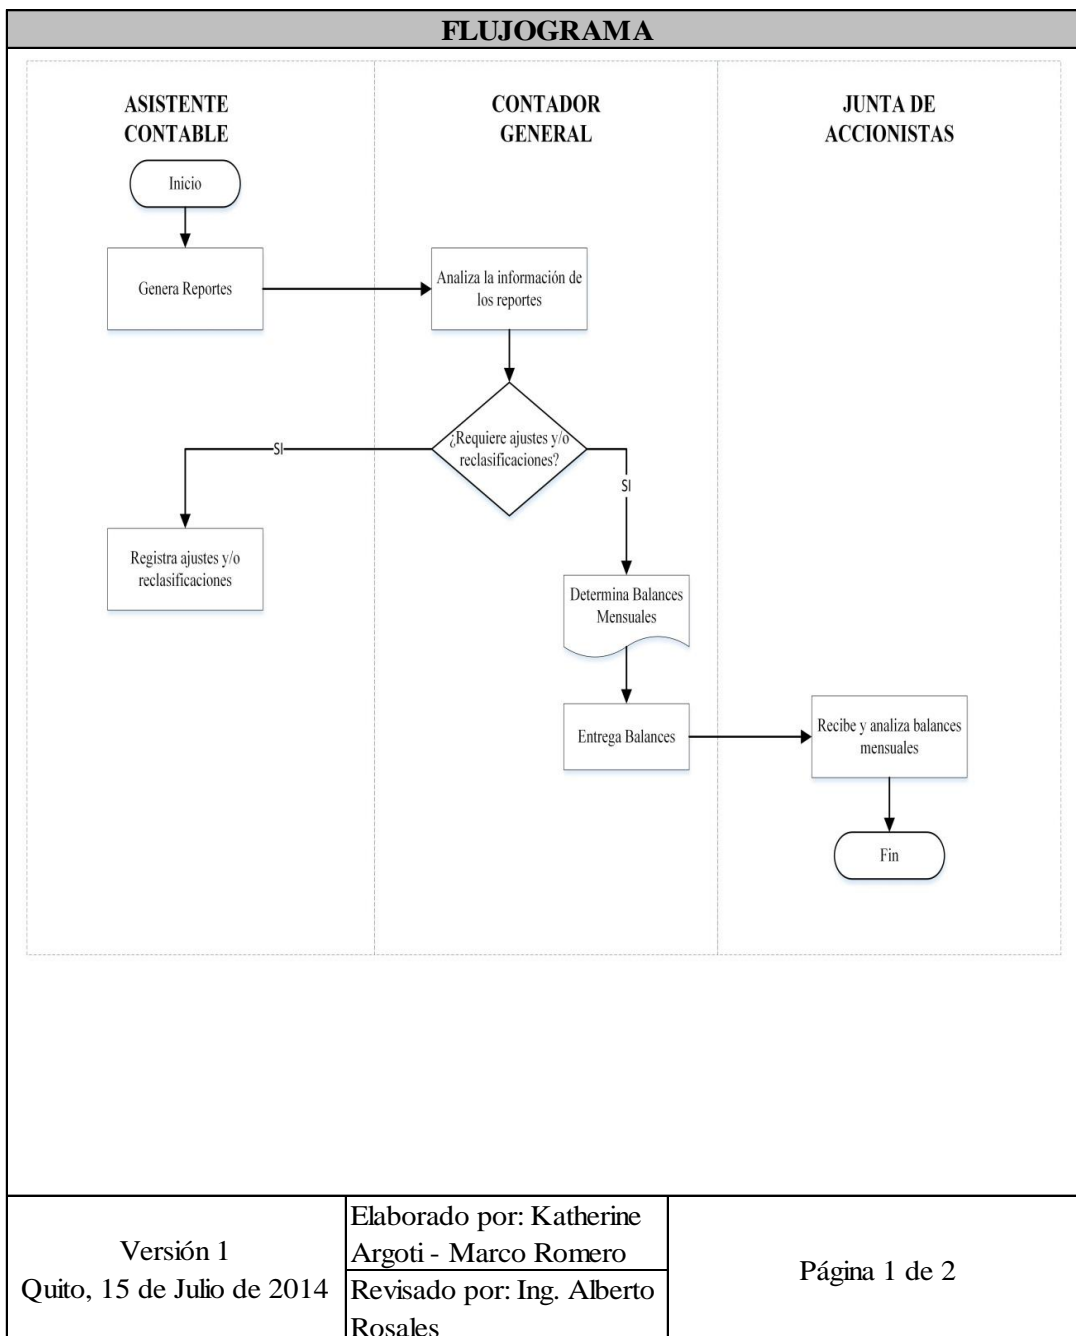 FLUJOGRAMA
ASISTENTE
CONTABLE
CONTADOR
GENERAL
JUNTA DE
ACCIONISTAS
Inicio
Genera Reportes
Analiza la información de
los reportes
¿Requiere ajustes y/o
reclasificaciones?
SI
SI
Registra ajustes y/o
reclasificaciones
Determina Balances
Mensuales
Entrega Balances
Recibe y analiza balances
mensuales
Fin
Versión 1
Quito, 15 de Julio de 2014
Elaborado por: Katherine
Argoti - Marco Romero
Revisado por: Ing. Alberto
Rosales
Página 1 de 2